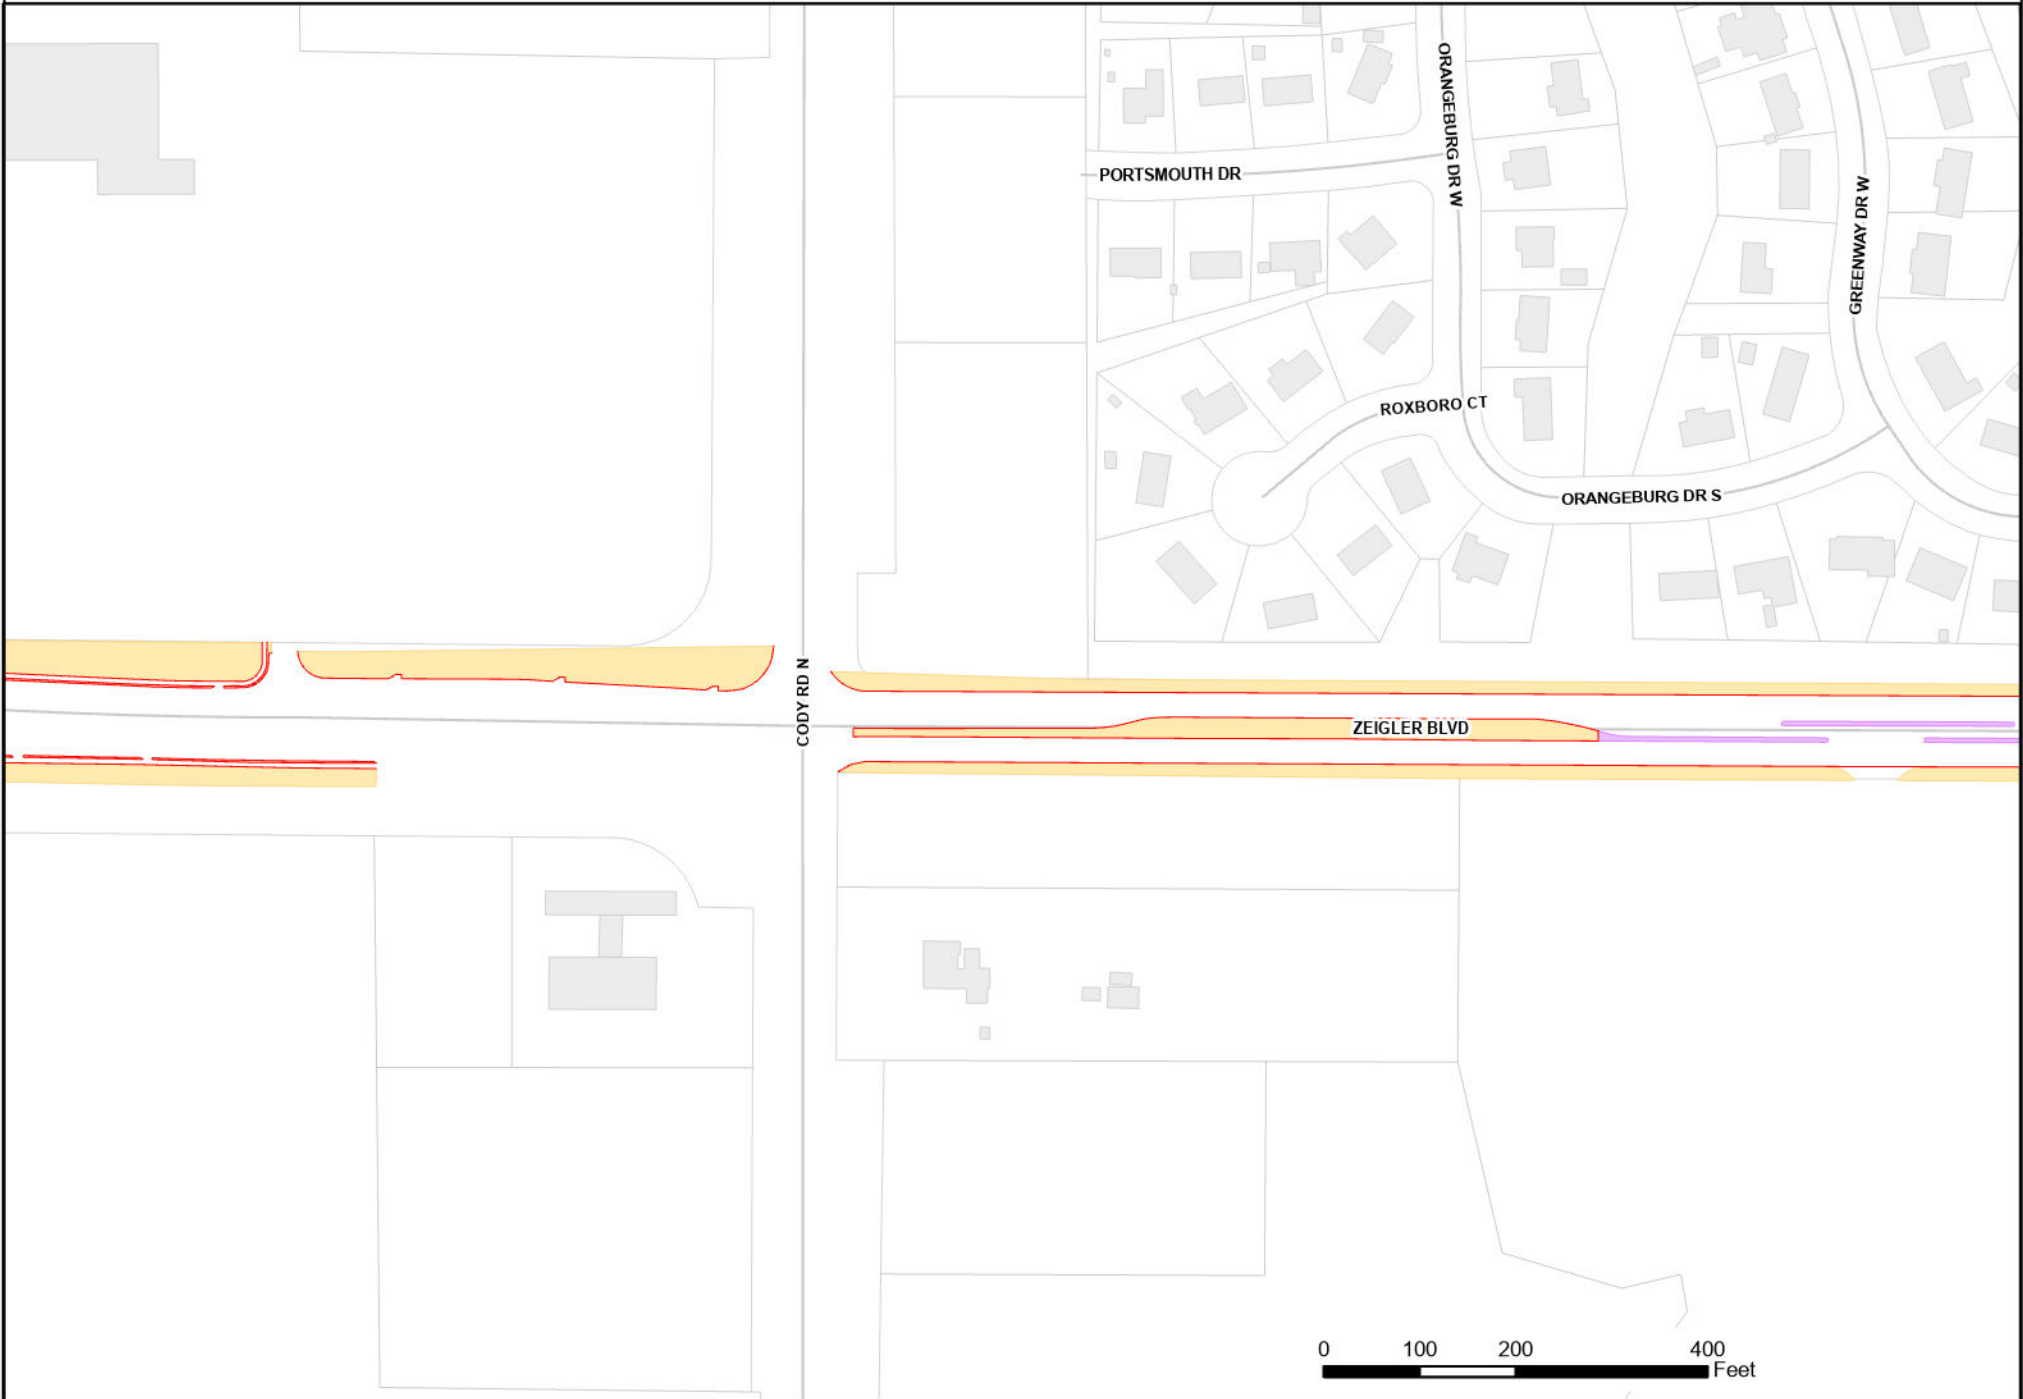 ORANGEBURG DR W
PORTSMOUTH DR
GREENWAY DR W
ROXBORO CT
ORANGEBURG DR S
CODY RD N
ZEIGLER BLVD
0 100 200 400
Feet